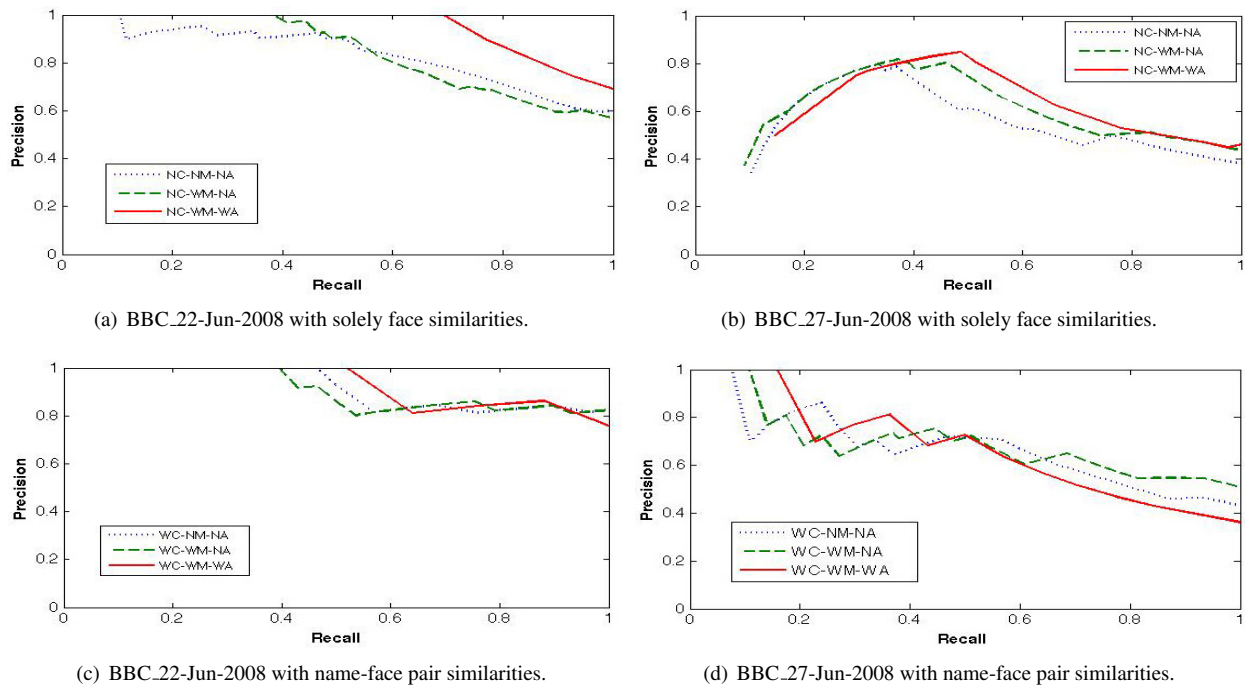 1
0.8
0.6
0.4
0.2
0
Precision
0
0.2
0.4
0.6
0.8
1
Recall
NC-NM-NA
NC-WM-NA
NC-WM-WA
(a) BBC_22-Jun-2008 with solely face similarities.
1
0.8
0.6
0.4
0.2
0
Precision
0
0.2
0.4
0.6
0.8
1
Recall
NC-NM-NA
NC-WM-NA
NC-WM-WA
(b) BBC_27-Jun-2008 with solely face similarities.
1
0.8
0.6
0.4
0.2
0
Precision
0
0.2
0.4
0.6
0.8
1
Recall
WC-NM-NA
WC-WM-NA
WC-WM-WA
(c) BBC_22-Jun-2008 with name-face pair similarities.
1
0.8
0.6
0.4
0.2
0
Precision
0
0.2
0.4
0.6
0.8
1
Recall
WC-NM-NA
WC-WM-NA
WC-WM-WA
(d) BBC_27-Jun-2008 with name-face pair similarities.